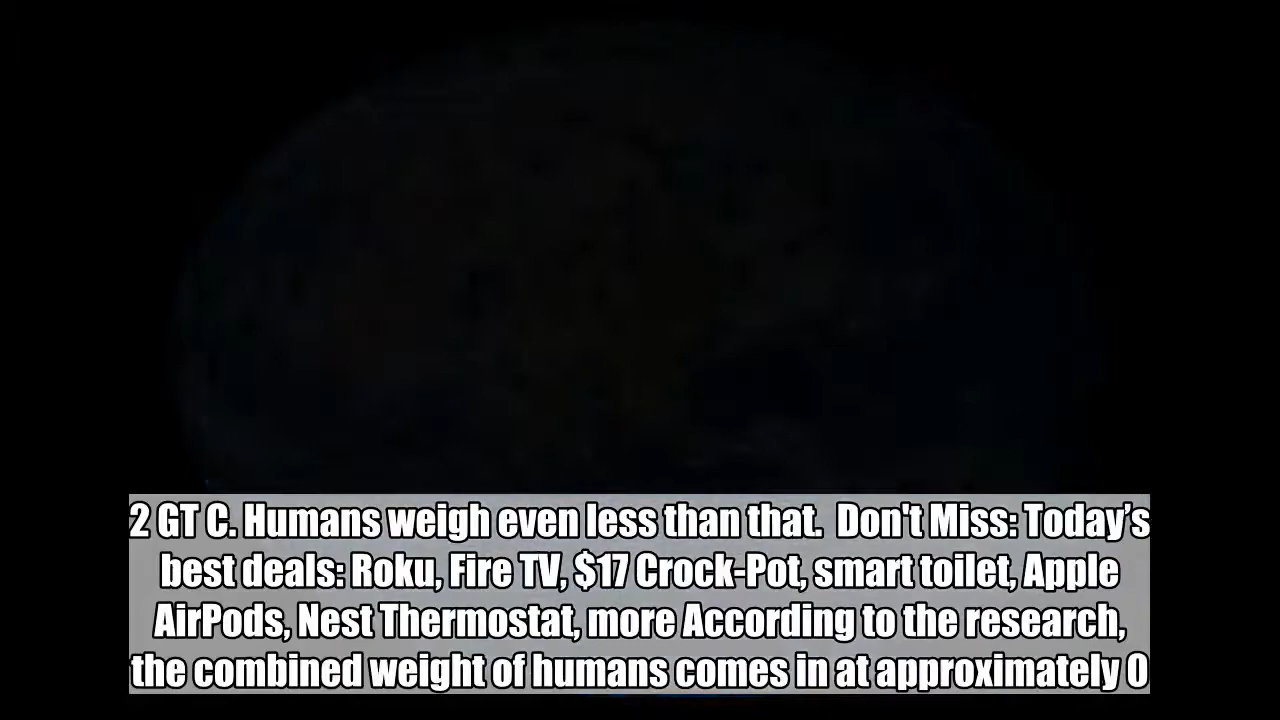 2 GT C. Humans weigh even less than that.  Don't Miss: Today’s
best deals: Roku, Fire TV, $17 Crock-Pot, smart toilet, Apple
AirPods, Nest Thermostat, more According to the research,
the combined weight of humans comes in at approximately 0